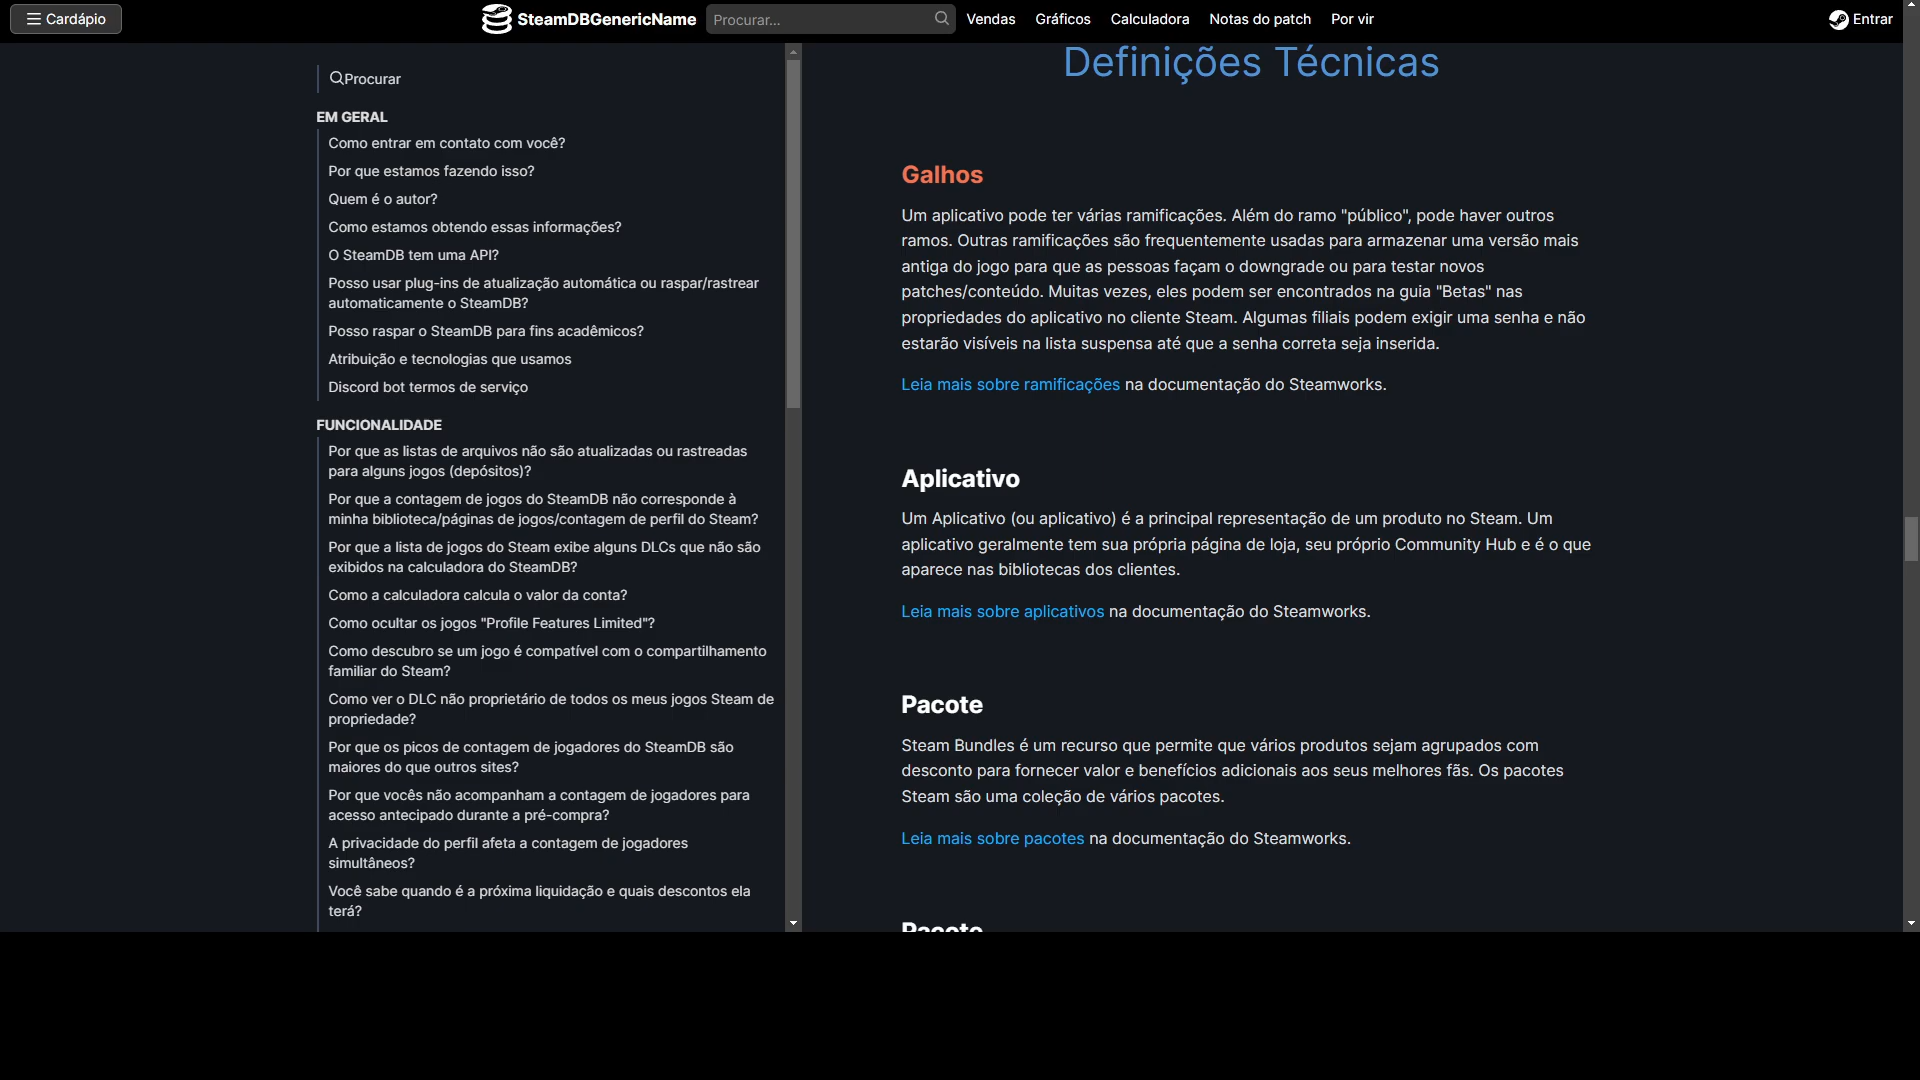 Cardápio
SteamDBGenericName
Procurar...
Vendas
Gráficos
Calculadora
Notas do patch
Por vir
Entrar
Procurar
EM GERAL
Como entrar em contato com você?
Por que estamos fazendo isso?
Quem é o autor?
Como estamos obtendo essas informações?
O SteamDB tem uma API?
Posso usar plug-ins de atualização automática ou raspar/rastrear
automaticamente o SteamDB?
Posso raspar o SteamDB para fins acadêmicos?
Atribuição e tecnologias que usamos
Discord bot termos de serviço
FUNCIONALIDADE
Por que as listas de arquivos não são atualizadas ou rastreadas
para alguns jogos (depósitos)?
Por que a contagem de jogos do SteamDB não corresponde à
minha biblioteca/páginas de jogos/contagem de perfil do Steam?
Por que a lista de jogos do Steam exibe alguns DLCs que não são
exibidos na calculadora do SteamDB?
Como a calculadora calcula o valor da conta?
Como ocultar os jogos "Profile Features Limited"?
Como descubro se um jogo é compatível com o compartilhamento
familiar do Steam?
Como ver o DLC não proprietário de todos os meus jogos Steam de
propriedade?
Por que os picos de contagem de jogadores do SteamDB são
maiores do que outros sites?
Por que vocês não acompanham a contagem de jogadores para
acesso antecipado durante a pré-compra?
A privacidade do perfil afeta a contagem de jogadores
simultâneos?
Você sabe quando é a próxima liquidação e quais descontos ela
terá?
Definições Técnicas
Galhos
Um aplicativo pode ter várias ramificações. Além do ramo "público", pode haver outros
ramos. Outras ramificações são frequentemente usadas para armazenar uma versão mais
antiga do jogo para que as pessoas façam o downgrade ou para testar novos
patches/conteúdo. Muitas vezes, eles podem ser encontrados na guia "Betas" nas
propriedades do aplicativo no cliente Steam. Algumas filiais podem exigir uma senha e não
estarão visíveis na lista suspensa até que a senha correta seja inserida.
Leia mais sobre ramificações na documentação do Steamworks.
Aplicativo
Um Aplicativo (ou aplicativo) é a principal representação de um produto no Steam. Um
aplicativo geralmente tem sua própria página de loja, seu próprio Community Hub e é o que
aparece nas bibliotecas dos clientes.
Leia mais sobre aplicativos na documentação do Steamworks.
Pacote
Steam Bundles é um recurso que permite que vários produtos sejam agrupados com
desconto para fornecer valor e benefícios adicionais aos seus melhores fãs. Os pacotes
Steam são uma coleção de vários pacotes.
Leia mais sobre pacotes na documentação do Steamworks.
Pacote